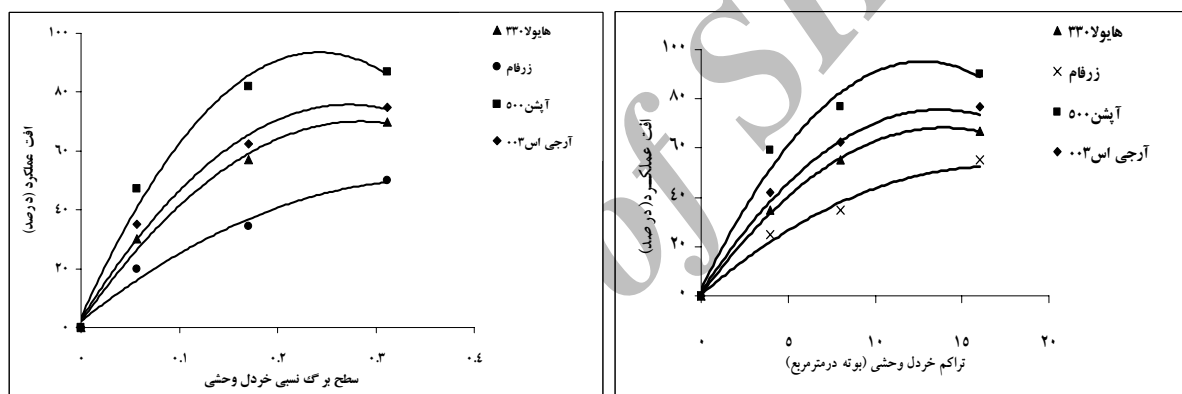 ۱۰۰
۸۰
۶۰
۴۰
۲۰
۰
افت عملکرد (درصد)
۰ ۰.۱ ۰.۲ ۰.۳ ۰.۴
سطح برگ نسبی خردل وحشی
هایولا۳۳۰
زرفام
آپشن۵۰۰
آرجی اس۰۰۳
۱۰۰
۸۰
۶۰
۴۰
۲۰
۰
افت عملکرد(درصد)
۰ ۵ ۱۰ ۱۵ ۲۰
تراکم خردل وحشی (بوته درمترمربع)
هایولا۳۳۰
زرفام
آپشن۵۰۰
آرجی اس۰۰۳
of SI